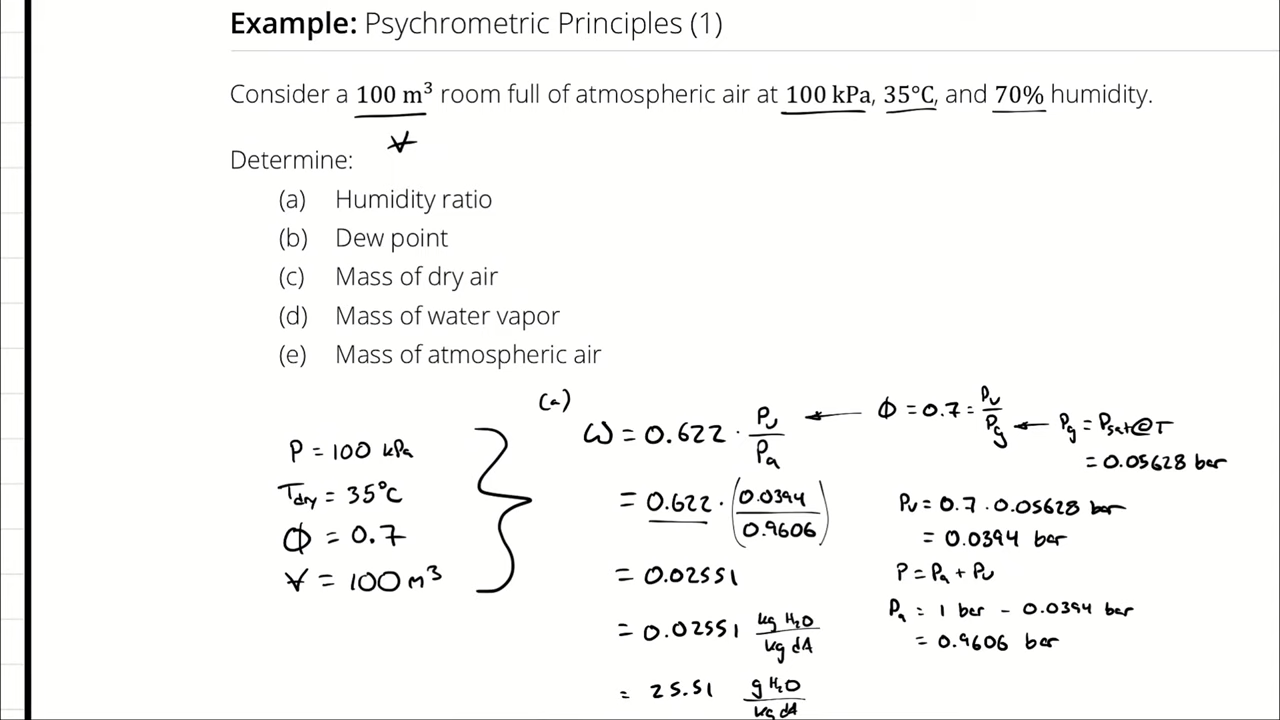 Example: Psychrometric Principles (1)
Consider a 100 m³ room full of atmospheric air at 100 kPa, 35°C, and 70% humidity.
V
Determine:
(a) Humidity ratio
(b) Dew point
(c) Mass of dry air
(d) Mass of water vapor
(e) Mass of atmospheric air
P = 100 kPa
Tdry = 35°C
ϕ = 0.7
V = 100 m³
(a)
ω = 0.622 · Pv/Pa
= 0.622 · (0.0394/0.9606)
= 0.02551
= 0.02551 kg H₂O/kg dA
= 25.51 g H₂O/kg dA
ϕ = 0.7 = Pv/Pg ← Pg = Psat@T
= 0.05628 bar
Pv = 0.7 · 0.05628 bar
= 0.0394 bar
P = Pa + Pv
Pa = 1 bar - 0.0394 bar
= 0.9606 bar